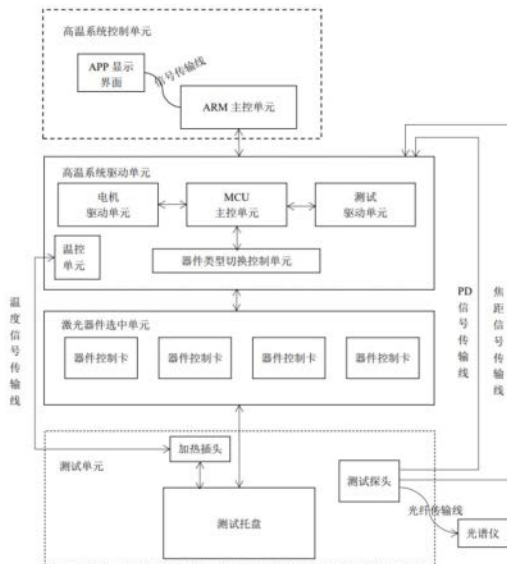 高温系统控制单元
APP 显示
界面
信号传输线
ARM 主控单元
高温系统驱动单元
电机
驱动单元
MCU
主控单元
测试
驱动单元
温控
单元
器件类型切换控制单元
温度信号传输线
PD
信号传输线
焦距信号传输线
激光器件选中单元
器件控制卡
器件控制卡
器件控制卡
器件控制卡
加热插头
测试单元
测试探头
光纤传输线
测试托盘
光谱仪